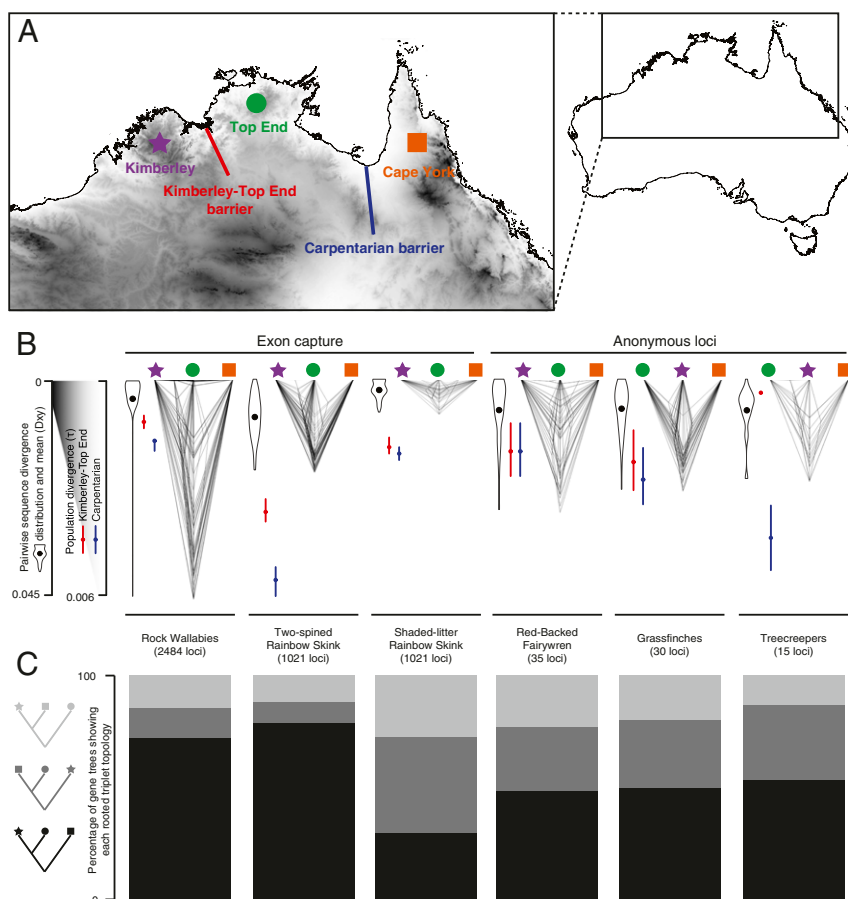 A
Top End
Kimberley
Cape York
Kimberley-Top End
barrier
Carpentarian barrier
B
Exon capture
Anonymous loci
0
Pairwise sequence divergence
distribution and mean (Dxy)
Population divergence (τ)
Kimberley-Top End
Carpentarian
0.045
0.006
Rock Wallabies
(2484 loci)
Two-spined
Rainbow Skink
(1021 loci)
Shaded-litter
Rainbow Skink
(1021 loci)
Red-Backed
Fairywren
(35 loci)
Grassfinches
(30 loci)
Treecreepers
(15 loci)
C
100
Percentage of gene trees showing
each rooted triplet topology